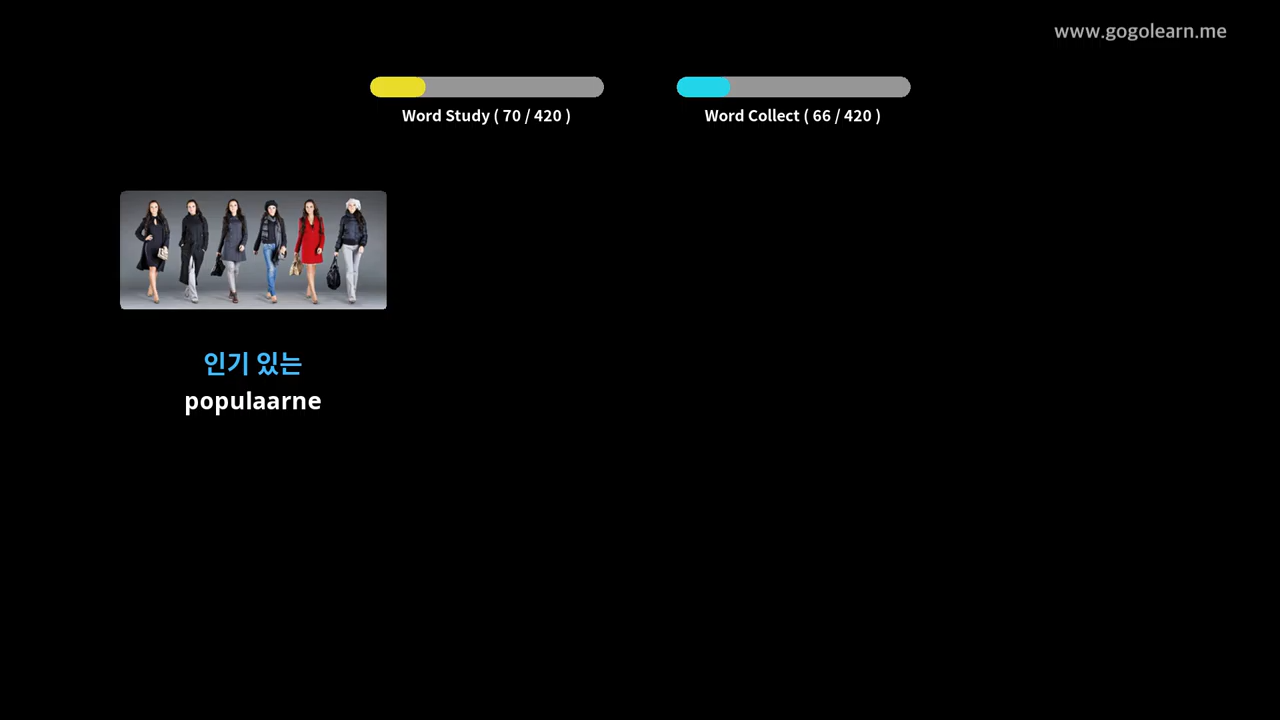 www.gogolearn.me
Word Study ( 70 / 420 )
Word Collect ( 66 / 420 )
인기 있는
populaarne